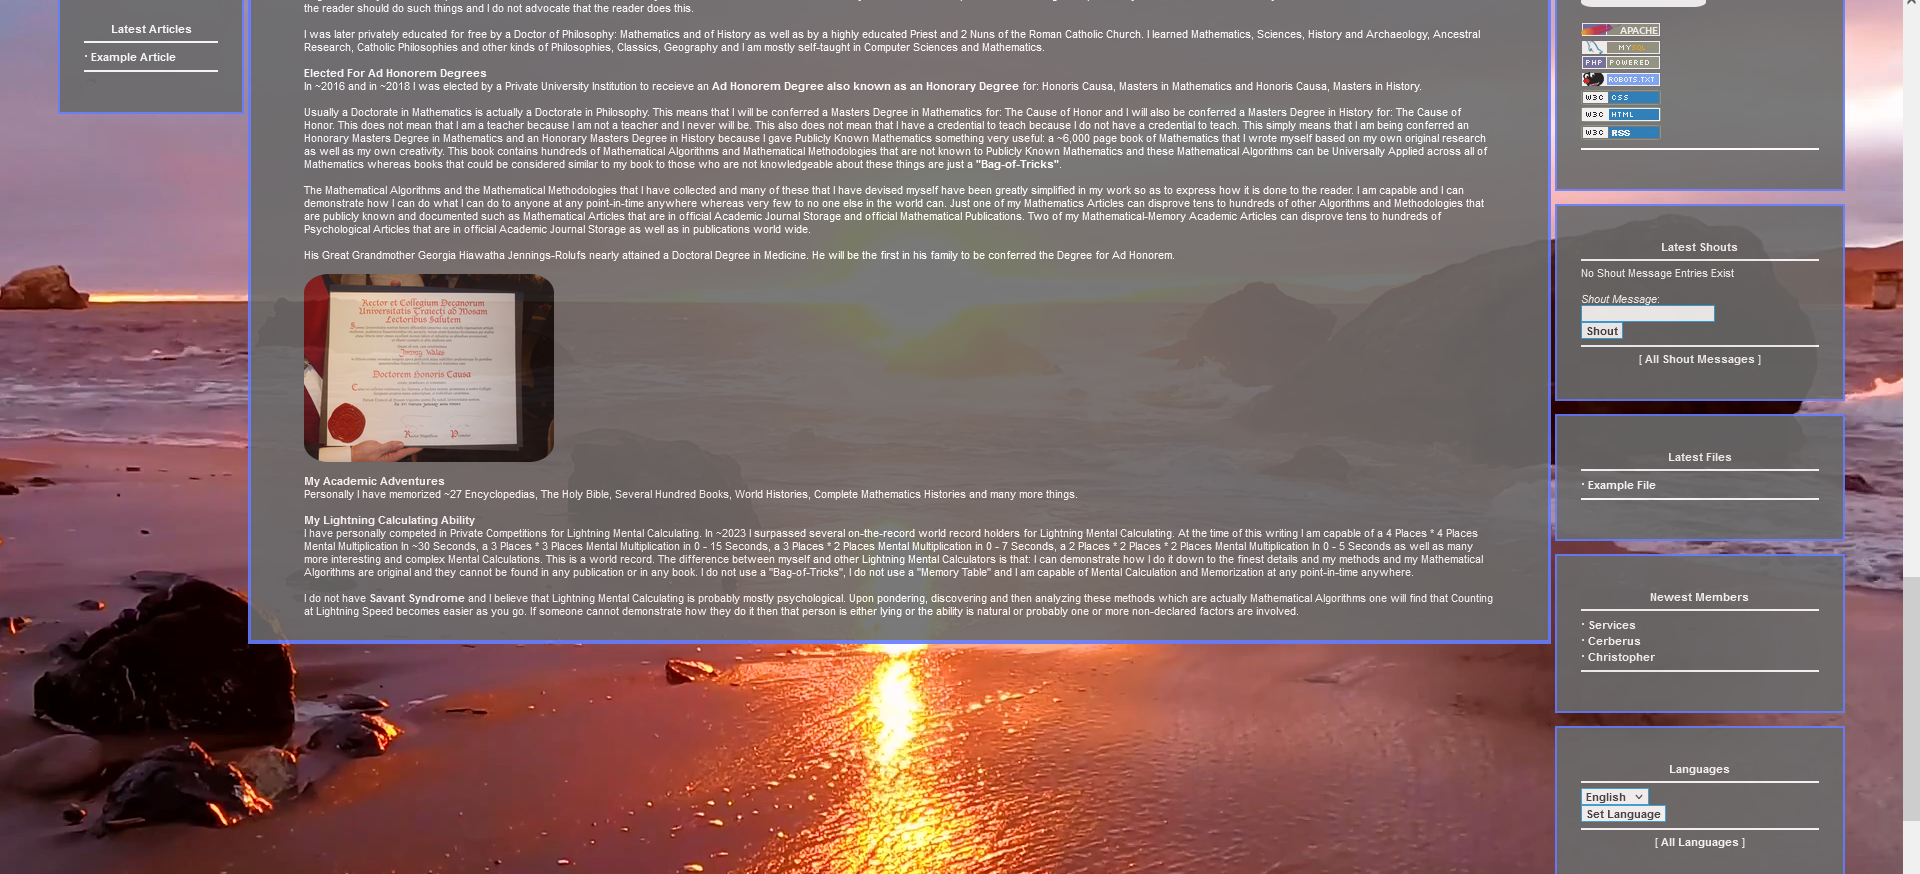 Latest Articles
· Example Article
the reader should do such things and I do not advocate that the reader does this.
I was later privately educated for free by a Doctor of Philosophy: Mathematics and of History as well as by a highly educated Priest and 2 Nuns of the Roman Catholic Church. I learned Mathematics, Sciences, History and Archaeology, Ancestral
Research, Catholic Philosophies and other kinds of Philosophies, Classics, Geography and I am mostly self-taught in Computer Sciences and Mathematics.
Elected For Ad Honorem Degrees
In ~2016 and in ~2018 I was elected by a Private University Institution to receieve an Ad Honorem Degree also known as an Honorary Degree for: Honoris Causa, Masters in Mathematics and Honoris Causa, Masters in History.
Usually a Doctorate in Mathematics is actually a Doctorate in Philosophy. This means that I will be conferred a Masters Degree in Mathematics for: The Cause of Honor and I will also be conferred a Masters Degree in History for: The Cause of
Honor. This does not mean that I am a teacher because I am not a teacher and I never will be. This also does not mean that I have a credential to teach because I do not have a credential to teach. This simply means that I am being conferred an
Honorary Masters Degree in Mathematics and an Honorary Masters Degree in History because I gave Publicly Known Mathematics something very useful: a ~6,000 page book of Mathematics that I wrote myself based on my own original research
as well as my own creativity. This book contains hundreds of Mathematical Algorithms and Mathematical Methodologies that are not known to Publicly Known Mathematics and these Mathematical Algorithms can be Universally Applied across all of
Mathematics whereas books that could be considered similar to my book to those who are not knowledgeable about these things are just a "Bag-of-Tricks".
The Mathematical Algorithms and the Mathematical Methodologies that I have collected and many of these that I have devised myself have been greatly simplified in my work so as to express how it is done to the reader. I am capable and I can
demonstrate how I can do what I can do to anyone at any point-in-time anywhere whereas very few to no one else in the world can. Just one of my Mathematics Articles can disprove tens to hundreds of other Algorithms and Methodologies that
are publicly known and documented such as Mathematical Articles that are in official Academic Journal Storage and official Mathematical Publications. Two of my Mathematical-Memory Academic Articles can disprove tens to hundreds of
Psychological Articles that are in official Academic Journal Storage as well as in publications world wide.
His Great Grandmother Georgia Hiawatha Jennings-Rolufs nearly attained a Doctoral Degree in Medicine. He will be the first in his family to be conferred the Degree for Ad Honorem.
Rector et Collegium Decanorum
Universitatis Traiecti ad Mosam
Lectoribus Salutem
Jimmy Wales
Doctorem Honoris Causa
My Academic Adventures
Personally I have memorized ~27 Encyclopedias, The Holy Bible, Several Hundred Books, World Histories, Complete Mathematics Histories and many more things.
My Lightning Calculating Ability
I have personally competed in Private Competitions for Lightning Mental Calculating. In ~2023 I surpassed several on-the-record world record holders for Lightning Mental Calculating. At the time of this writing I am capable of a 4 Places * 4 Places
Mental Multiplication In ~30 Seconds, a 3 Places * 3 Places Mental Multiplication in 0 - 15 Seconds, a 3 Places * 2 Places Mental Multiplication in 0 - 7 Seconds, a 2 Places * 2 Places * 2 Places Mental Multiplication In 0 - 5 Seconds as well as many
more interesting and complex Mental Calculations. This is a world record. The difference between myself and other Lightning Mental Calculators is that: I can demonstrate how I do it down to the finest details and my methods and my Mathematical
Algorithms are original and they cannot be found in any publication or in any book. I do not use a "Bag-of-Tricks", I do not use a "Memory Table" and I am capable of Mental Calculation and Memorization at any point-in-time anywhere.
I do not have Savant Syndrome and I believe that Lightning Mental Calculating is probably mostly psychological. Upon pondering, discovering and then analyzing these methods which are actually Mathematical Algorithms one will find that Counting
at Lightning Speed becomes easier as you go. If someone cannot demonstrate how they do it then that person is either lying or the ability is natural or probably one or more non-declared factors are involved.
APACHE
MYSQL
PHP POWERED
ROBOTS.TXT
W3C CSS
W3C HTML
W3C RSS
Latest Shouts
No Shout Message Entries Exist
Shout Message:
Shout
[ All Shout Messages ]
Latest Files
· Example File
Newest Members
· Services
· Cerberus
· Christopher
Languages
English
Set Language
[ All Languages ]